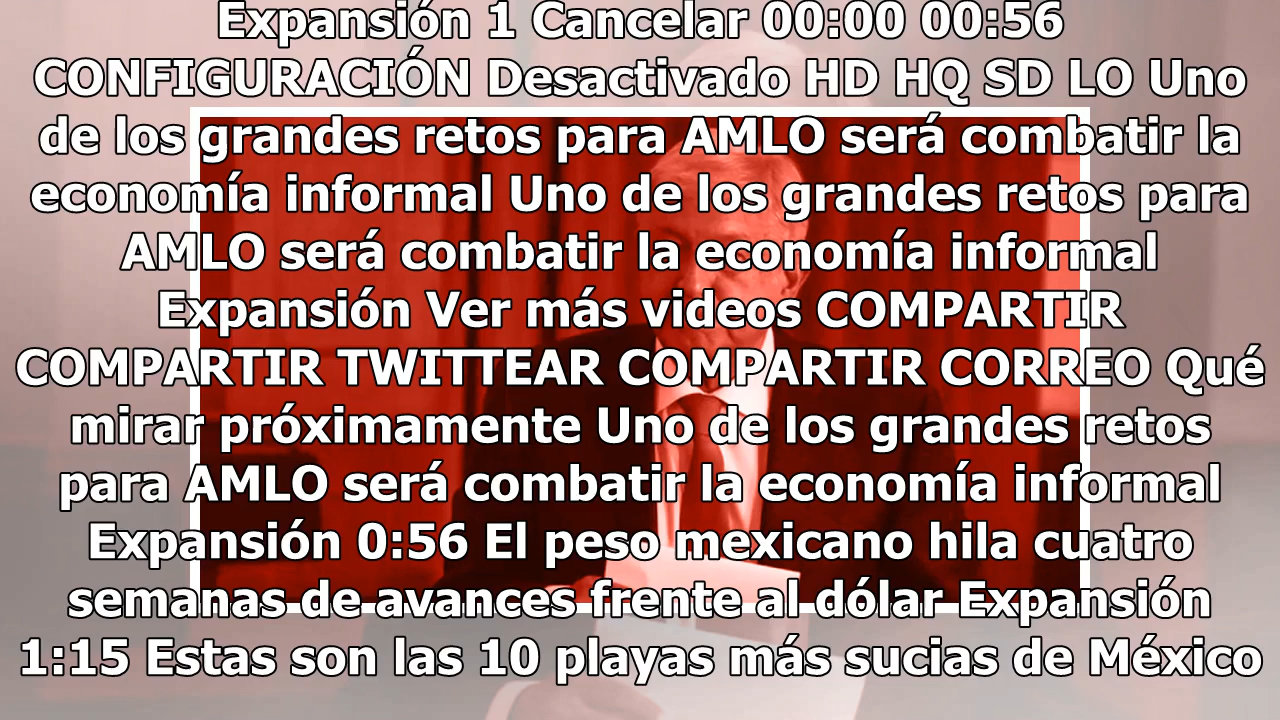 Expansión 1 Cancelar 00:00 00:56
CONFIGURACIÓN Desactivado HD HQ SD LO Uno
de los grandes retos para AMLO será combatir la
economía informal Uno de los grandes retos para
AMLO será combatir la economía informal
Expansión Ver más videos COMPARTIR
COMPARTIR TWITTEAR COMPARTIR CORREO Qué
mirar próximamente Uno de los grandes retos
para AMLO será combatir la economía informal
Expansión 0:56 El peso mexicano hila cuatro
semanas de avances frente al dólar Expansión
1:15 Estas son las 10 playas más sucias de México